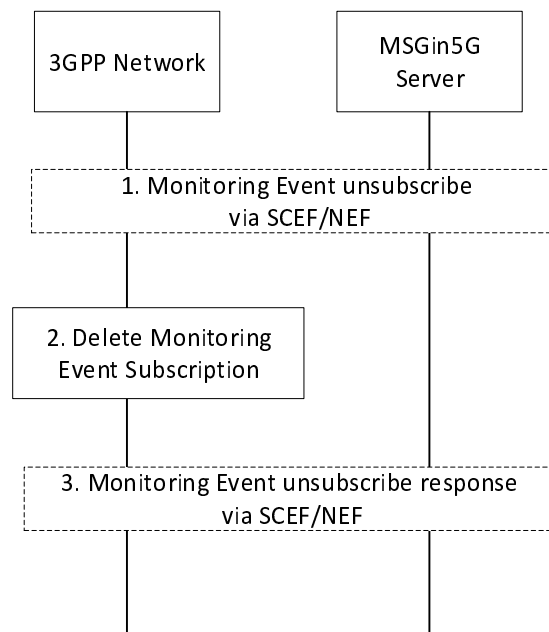 3GPP Network
MSGin5G
Server
1. Monitoring Event unsubscribe
via SCEF/NEF
2. Delete Monitoring
Event Subscription
3. Monitoring Event unsubscribe response
via SCEF/NEF